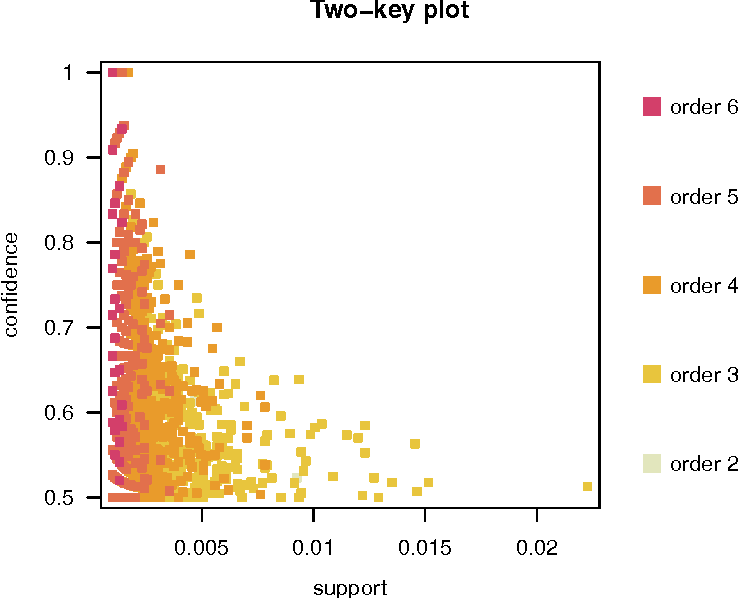 Two−key plot
confidence
1
0.9
0.8
0.7
0.6
0.5
0.005
0.01
0.015
0.02
support
order 6
order 5
order 4
order 3
order 2